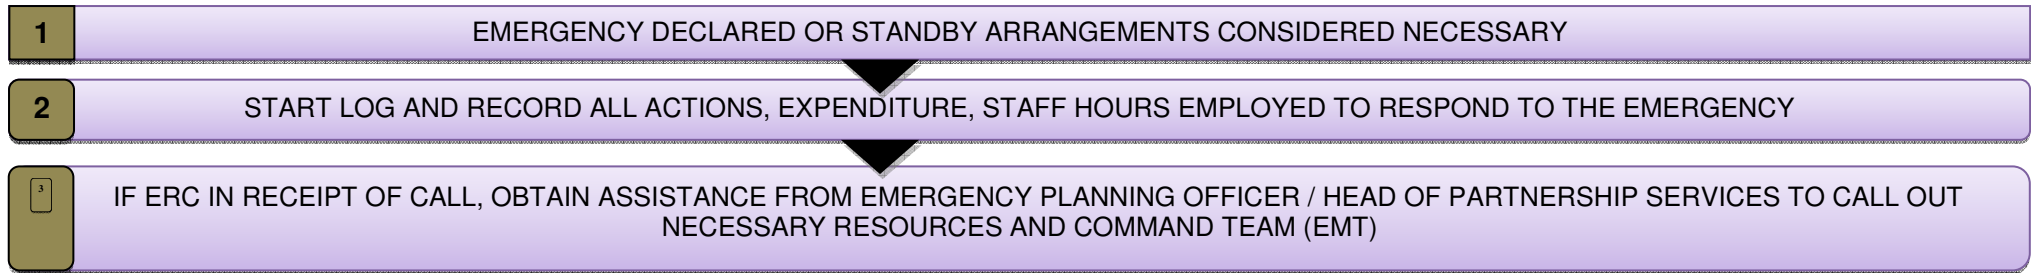 1 EMERGENCY DECLARED OR STANDBY ARRANGEMENTS CONSIDERED NECESSARY
2 START LOG AND RECORD ALL ACTIONS, EXPENDITURE, STAFF HOURS EMPLOYED TO RESPOND TO THE EMERGENCY
3 IF ERC IN RECEIPT OF CALL, OBTAIN ASSISTANCE FROM EMERGENCY PLANNING OFFICER / HEAD OF PARTNERSHIP SERVICES TO CALL OUT
NECESSARY RESOURCES AND COMMAND TEAM (EMT)